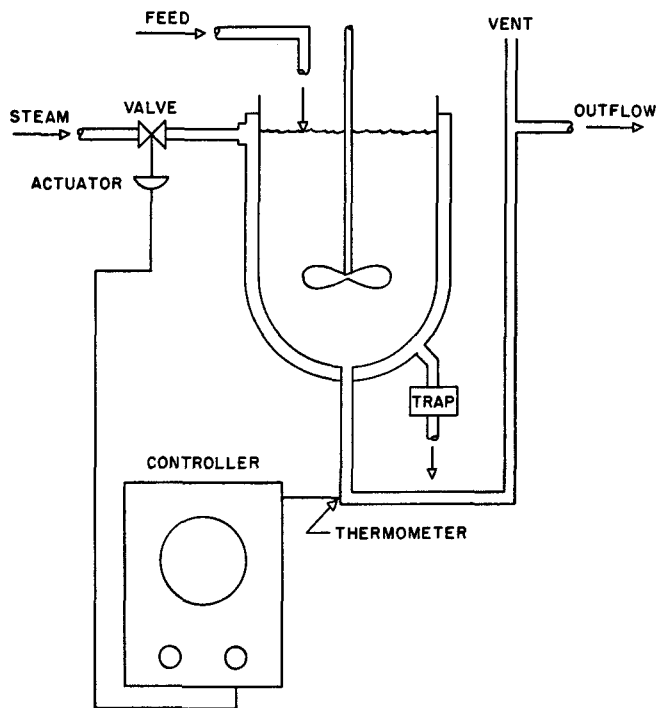 FEED
VENT
VALVE
STEAM
OUTFLOW
ACTUATOR
TRAP
CONTROLLER
THERMOMETER